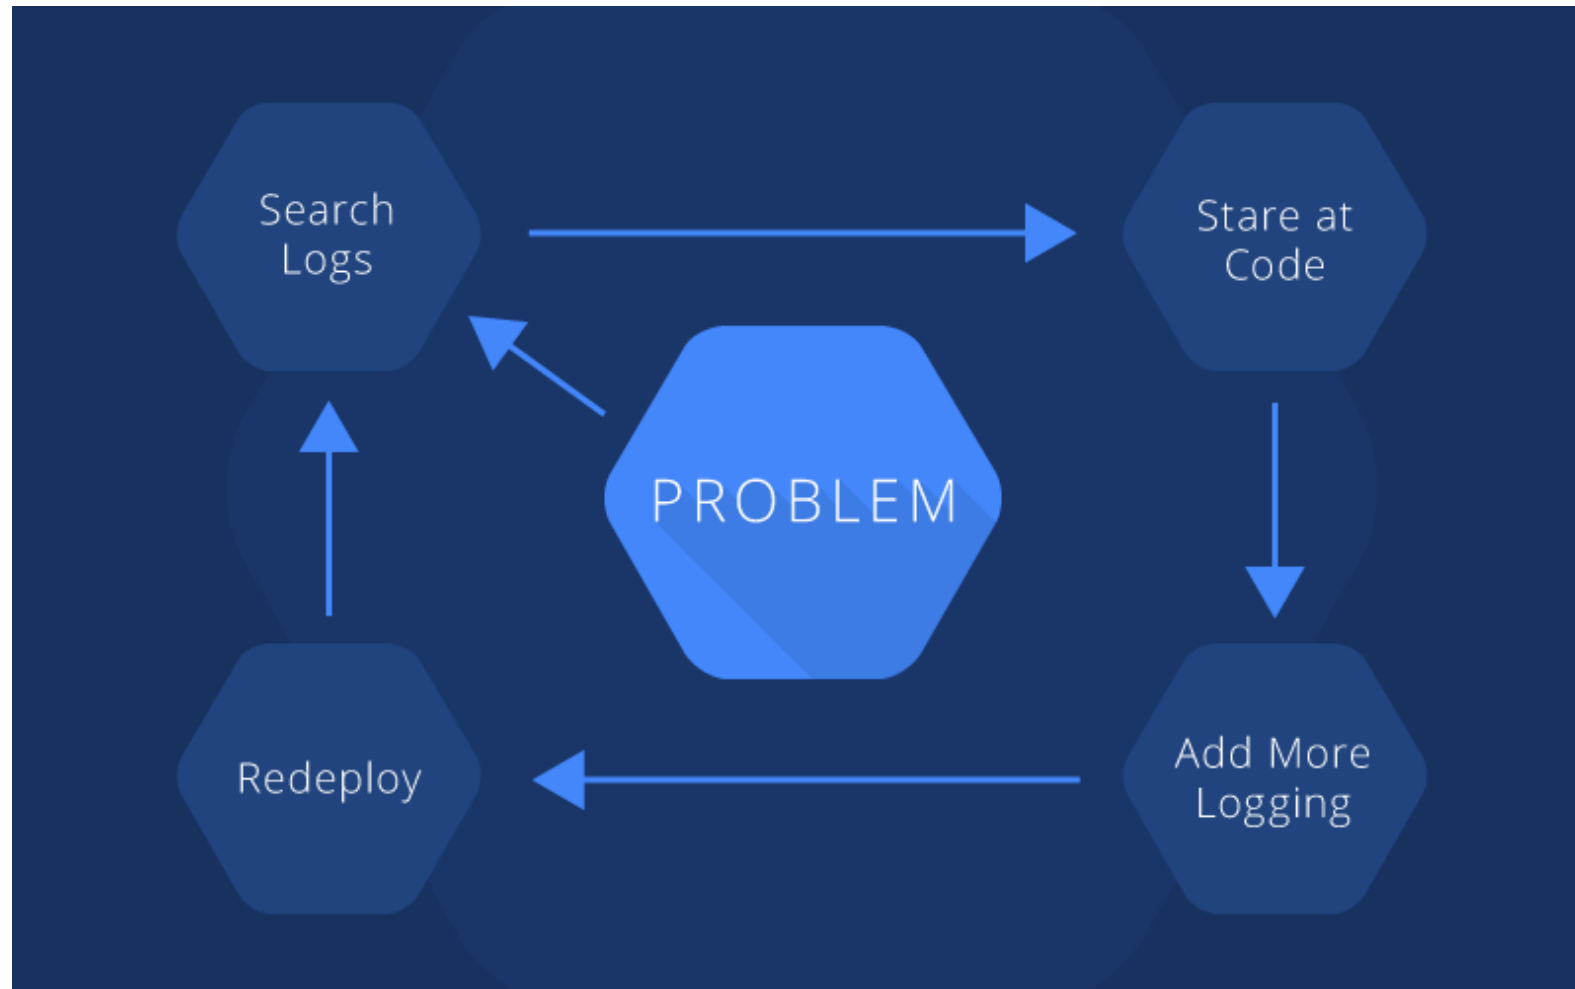 Search
Logs
Stare at
Code
PROBLEM
Redeploy
Add More
Logging